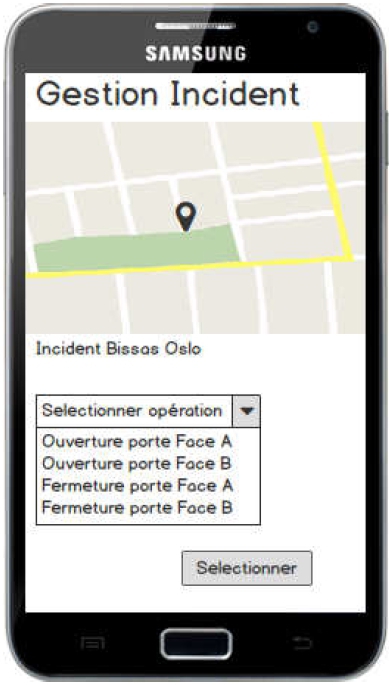 SAMSUNG
Gestion Incident
Incident Bissas Oslo
Selectionner opération
Ouverture porte Face A
Ouverture porte Face B
Fermeture porte Face A
Fermeture porte Face B
Selectionner